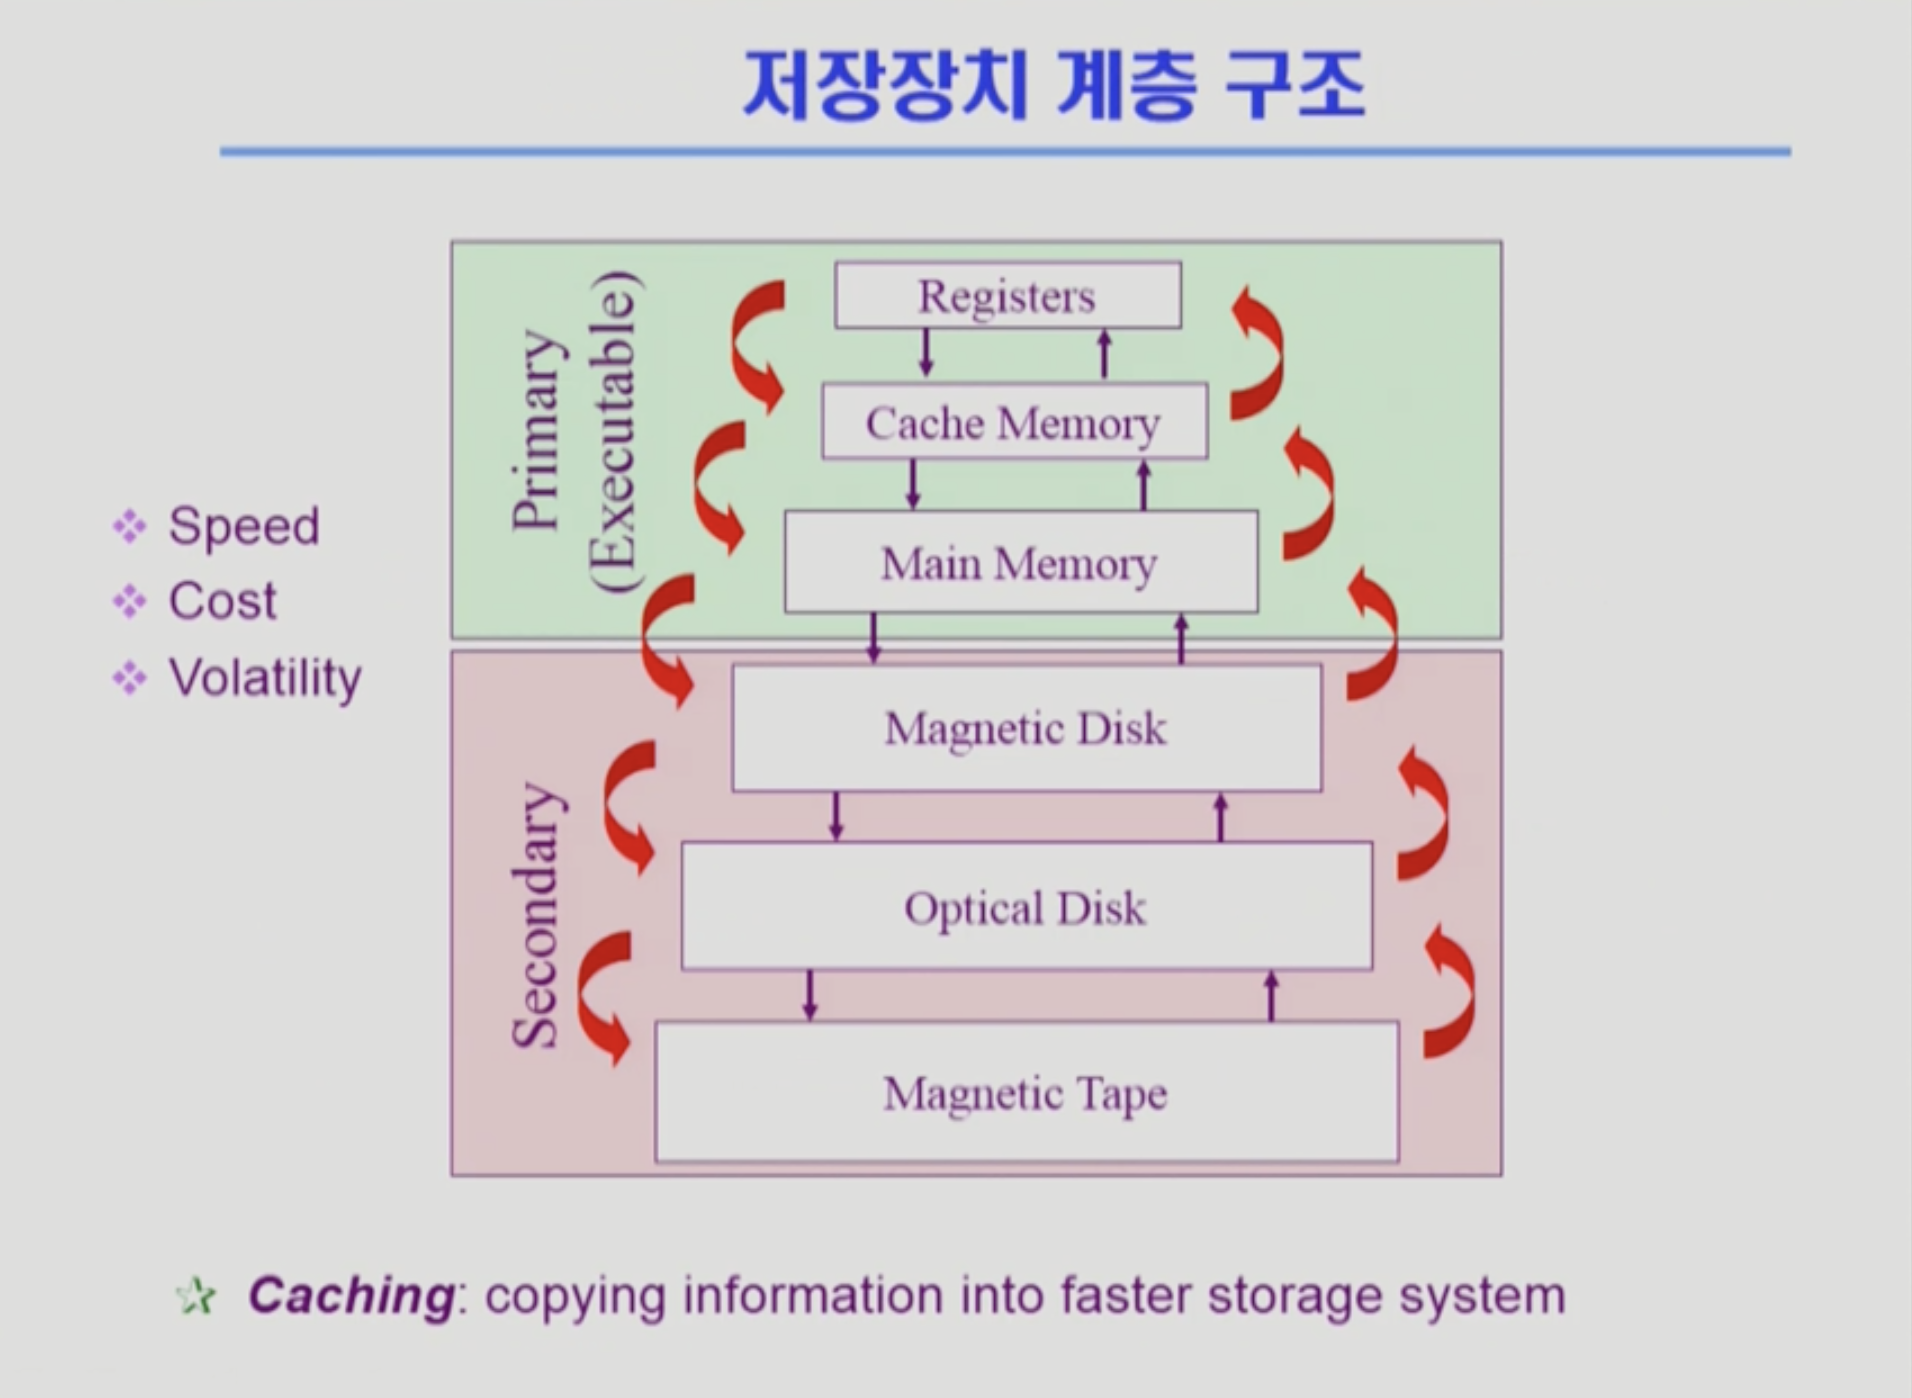 저장장치 계층 구조
Primary
(Executable)
Registers
Cache Memory
Main Memory
Speed
Cost
Volatility
Secondary
Magnetic Disk
Optical Disk
Magnetic Tape
Caching: copying information into faster storage system